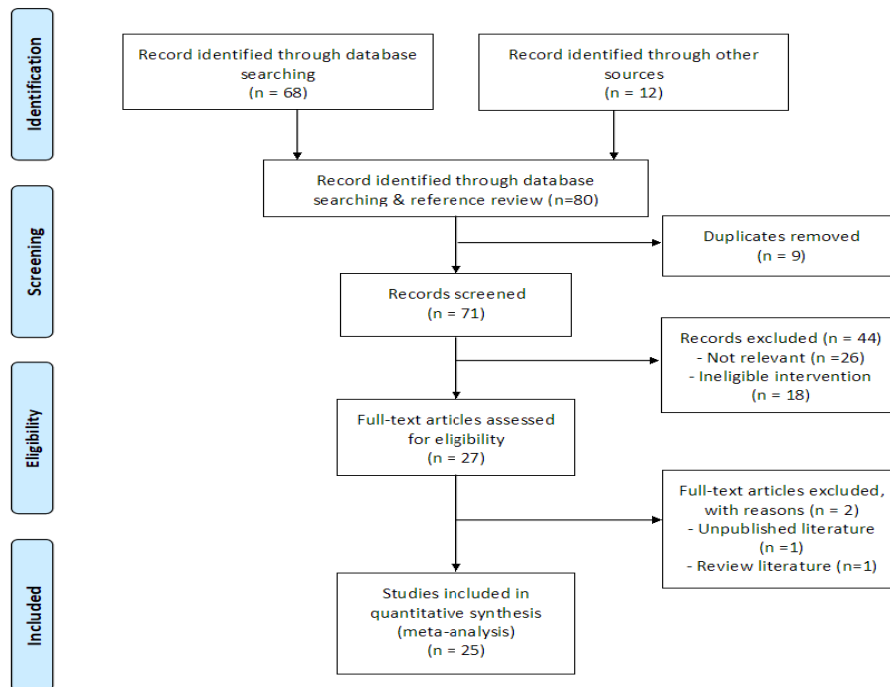 Identification
Record identified through database
searching
(n = 68)
Record identified through other
sources
(n = 12)
Record identified through database
searching & reference review (n=80)
Screening
Duplicates removed
(n = 9)
Records screened
(n = 71)
Records excluded (n = 44)
- Not relevant (n =26)
- Ineligible intervention
(n = 18)
Eligibility
Full-text articles assessed
for eligibility
(n = 27)
Full-text articles excluded,
with reasons (n = 2)
- Unpublished literature
(n =1)
- Review literature (n=1)
Included
Studies included in
quantitative synthesis
(meta-analysis)
(n = 25)